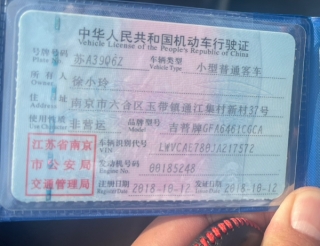 中华人民共和国机动车行驶证
Vehicle License of the People's Republic of China
号牌号码 苏A39Q6Z 车辆类型 小型普通客车
Plate No. Vehicle Type
所有人 徐小玲
Owner
住址 南京市六合区玉带镇通江集村新村37号
Address
使用性质 非营运 品牌型号 吉普牌GFA6461CGCA
Use Character Model
江苏省南京
市公安局
交通管理局
车辆识别代号
VIN
发动机号码 00185248
Engine No.
注册日期 2018-10-12 发证日期 2018-10-12
Register Date Issue Date